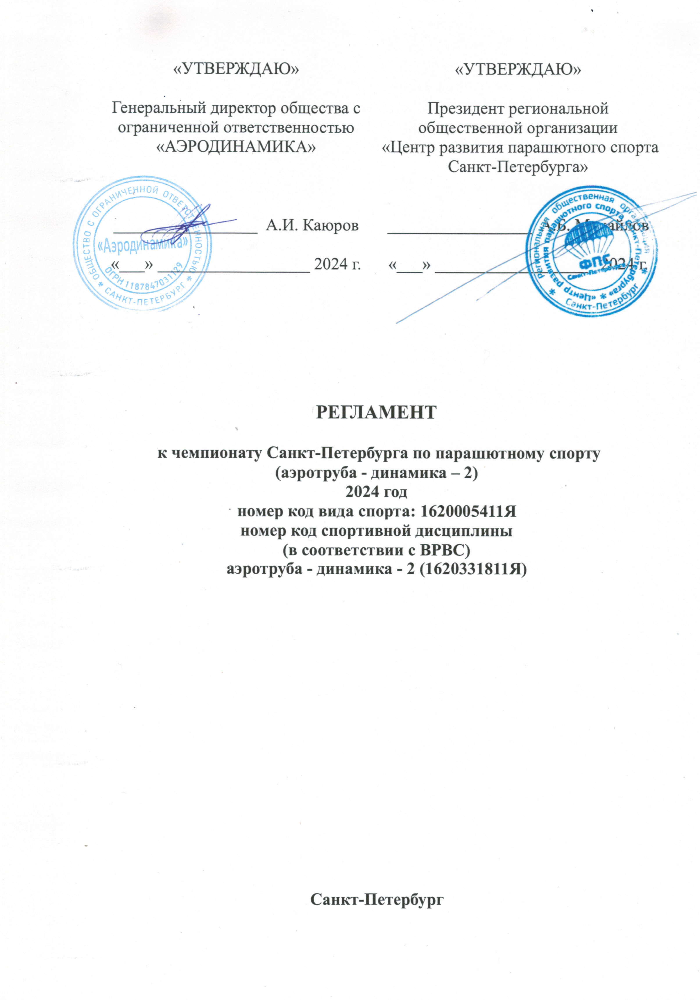 «УТВЕРЖДАЮ»
Генеральный директор общества с
ограниченной ответственностью
«АЭРОДИНАМИКА»
_________________ А.И. Каюров
«___» __________________ 2024 г.
«УТВЕРЖДАЮ»
Президент региональной
общественной организации
«Центр развития парашютного спорта
Санкт-Петербурга»
_________________ А.Б. Михайлов
«___» __________________ 2024 г.
ОБЩЕСТВО С ОГРАНИЧЕННОЙ ОТВЕТСТВЕННОСТЬЮ
«Аэродинамика»
ОГРН 1187847031129
* САНКТ-ПЕТЕРБУРГ *
Региональная общественная организация
«Центр развития парашютного спорта Санкт-Петербурга»
ФПС
Санкт-Петербурга
* Санкт-Петербург *
РЕГЛАМЕНТ
к чемпионату Санкт-Петербурга по парашютному спорту
(аэротруба - динамика – 2)
2024 год
номер код вида спорта: 1620005411Я
номер код спортивной дисциплины
(в соответствии с ВРВС)
аэротруба - динамика - 2 (1620331811Я)
Санкт-Петербург